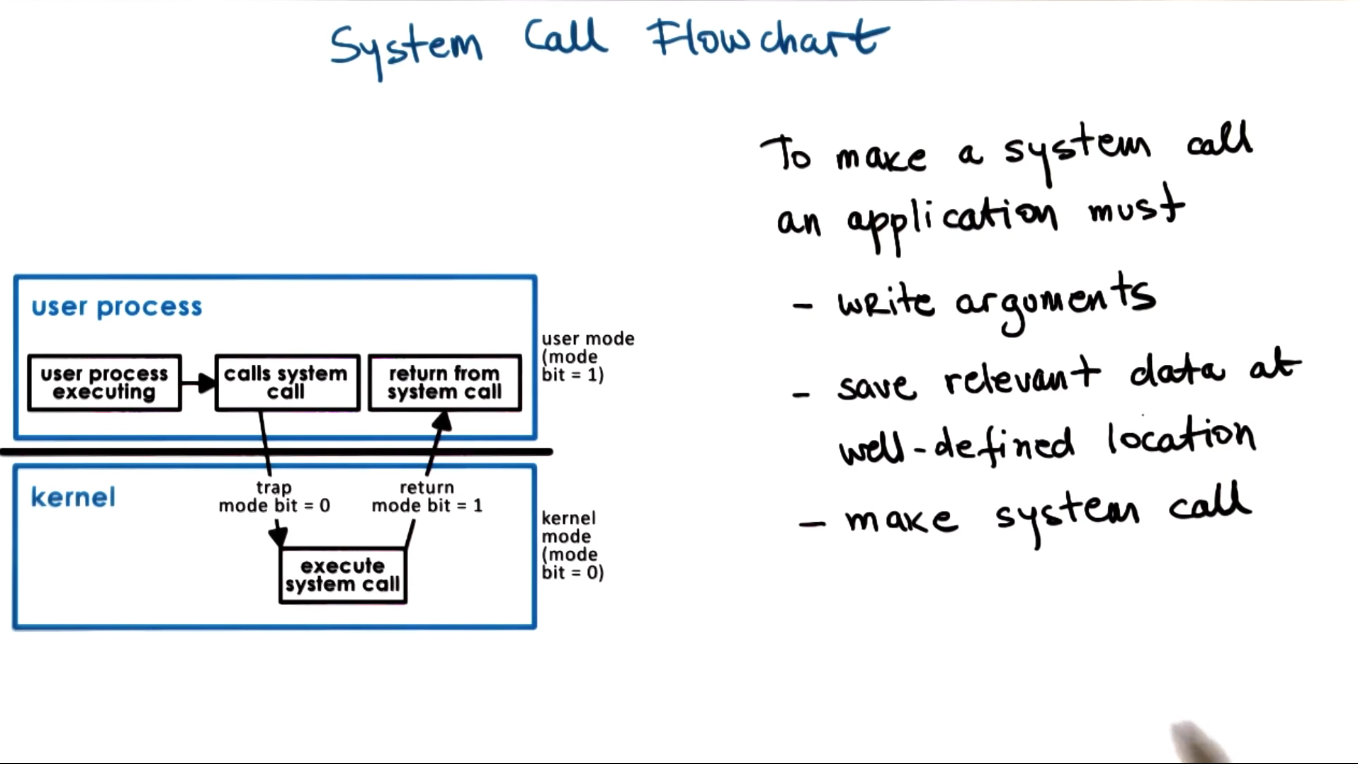 System Call Flowchart
To make a system call
an application must
- write arguments
- save relevant data at
well-defined location
- make system call
user process
user process
executing
calls system
call
return from
system call
user mode
(mode
bit = 1)
kernel
trap
mode bit = 0
return
mode bit = 1
execute
system call
kernel
mode
(mode
bit = 0)